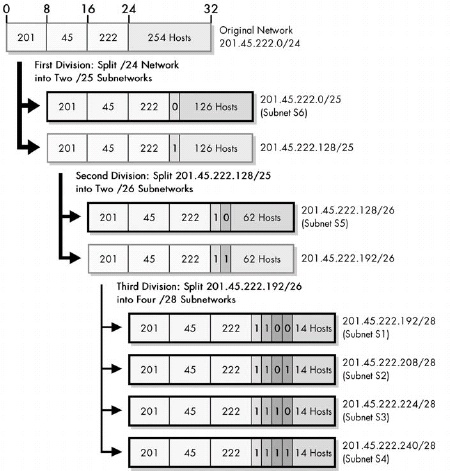 0 8 16 24 32
201 45 222 254 Hosts
Original Network
201.45.222.0/24
First Division: Split /24 Network
into Two /25 Subnetworks
201 45 222 0 126 Hosts
201.45.222.0/25
(Subnet S6)
201 45 222 1 126 Hosts
201.45.222.128/25
Second Division: Split 201.45.222.128/25
into Two /26 Subnetworks
201 45 222 1 0 62 Hosts
201.45.222.128/26
(Subnet S5)
201 45 222 1 1 62 Hosts
201.45.222.192/26
Third Division: Split 201.45.222.192/26
into Four /28 Subnetworks
201 45 222 1 1 0 0 14 Hosts
201.45.222.192/28
(Subnet S1)
201 45 222 1 1 0 1 14 Hosts
201.45.222.208/28
(Subnet S2)
201 45 222 1 1 1 0 14 Hosts
201.45.222.224/28
(Subnet S3)
201 45 222 1 1 1 1 14 Hosts
201.45.222.240/28
(Subnet S4)